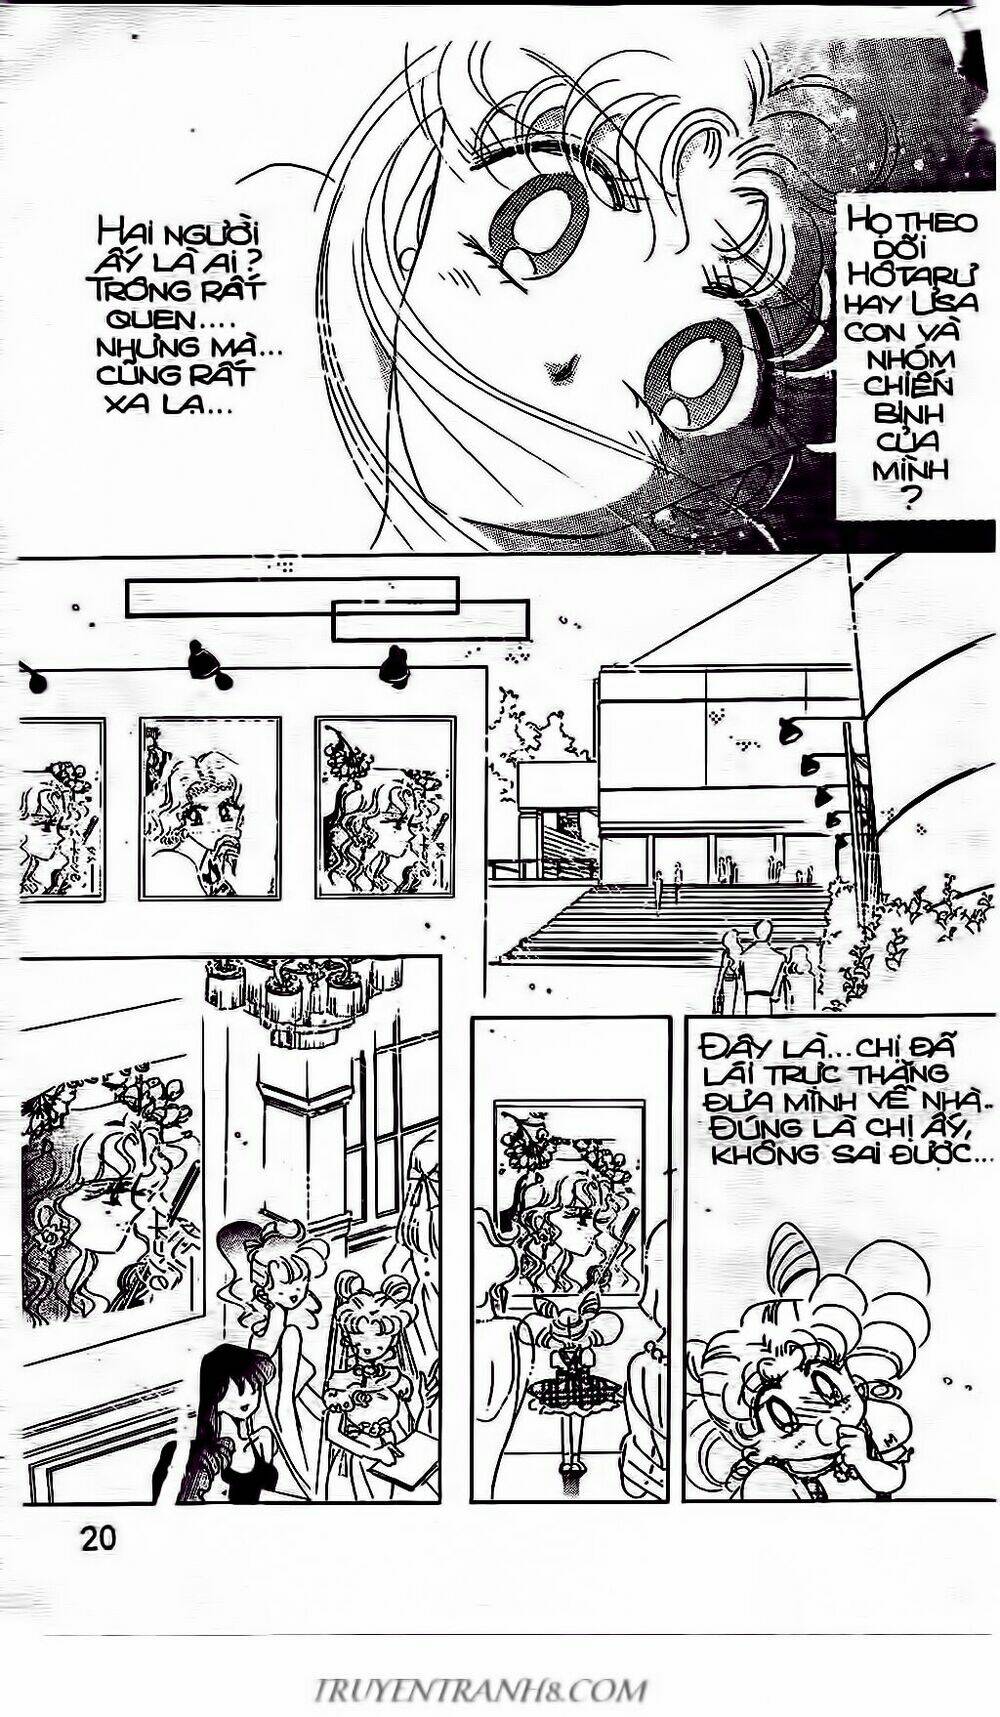 HỌ THEO
DÕI
HÔTARƯ
HAY ƯSA
CON VÀ
NHÓM
CHIẾN
BINH
CỦA
MÌNH
?
HAI NGƯỜI
ẤY LÀ AI?
TRÔNG RẤT
QUEN....
NHƯNG MÀ...
CŨNG RẤT
XA LẠ...
ĐÂY LÀ... CHỊ ĐÃ
LÁI TRỰC THĂNG
ĐƯA MÌNH VỀ NHÀ..
ĐÚNG LÀ CHỊ ẤY,
KHÔNG SAI ĐƯỢC...
M
20
TRUYENTRANH8.COM